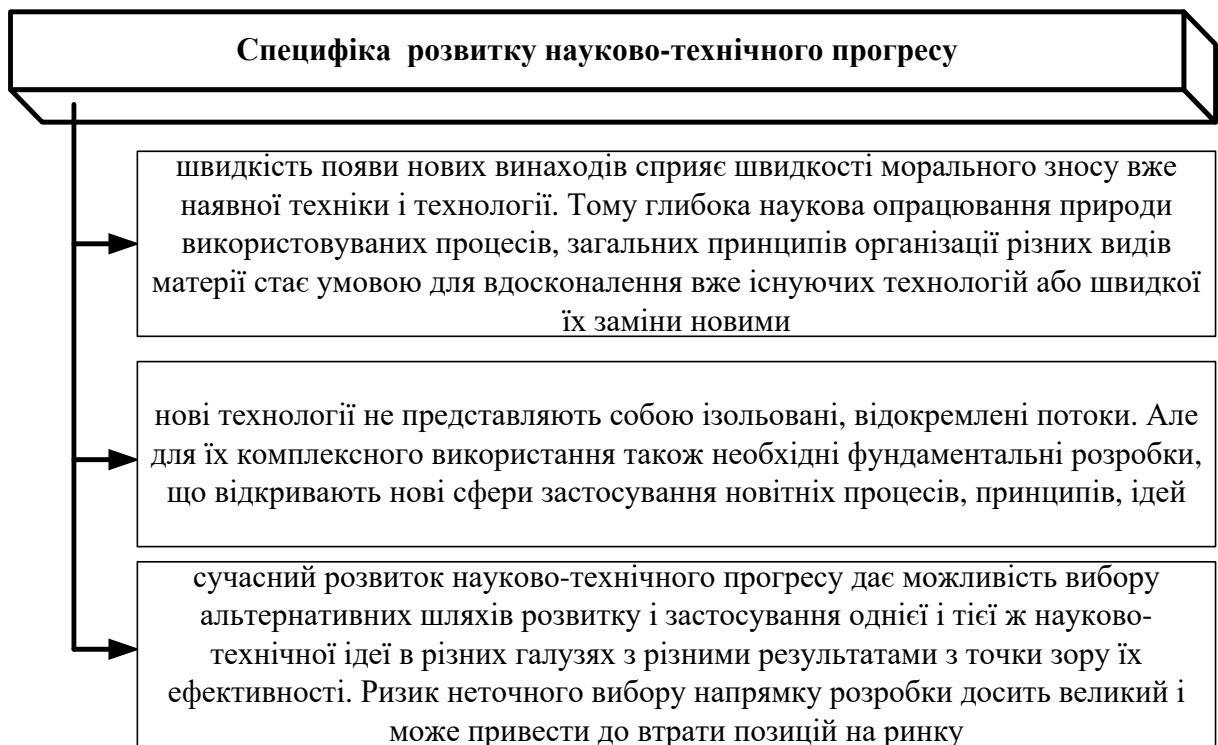 Специфіка розвитку науково-технічного прогресу
швидкість появи нових винаходів сприяє швидкості морального зносу вже
наявної техніки і технології. Тому глибока наукова опрацювання природи
використовуваних процесів, загальних принципів організації різних видів
матерії стає умовою для вдосконалення вже існуючих технологій або швидкої
їх заміни новими
нові технології не представляють собою ізольовані, відокремлені потоки. Але
для їх комплексного використання також необхідні фундаментальні розробки,
що відкривають нові сфери застосування новітніх процесів, принципів, ідей
сучасний розвиток науково-технічного прогресу дає можливість вибору
альтернативних шляхів розвитку і застосування однієї і тієї ж науково-
технічної ідеї в різних галузях з різними результатами з точки зору їх
ефективності. Ризик неточного вибору напрямку розробки досить великий і
може привести до втрати позицій на ринку